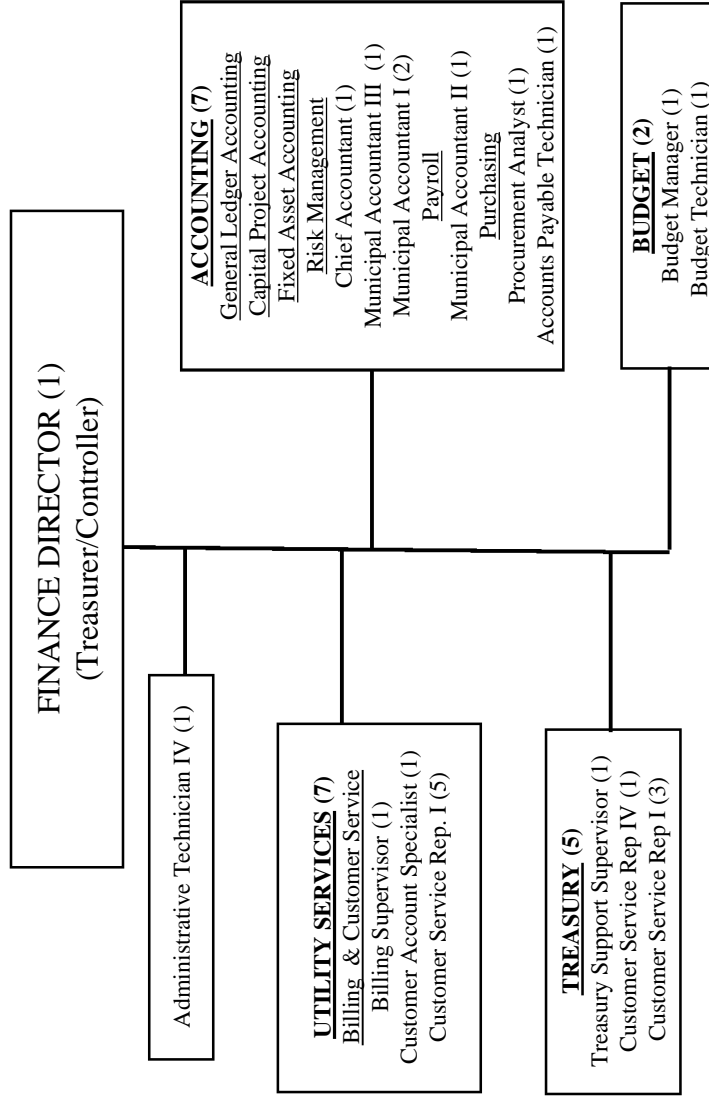 FINANCE DIRECTOR (1)
(Treasurer/Controller)
Administrative Technician IV (1)
UTILITY SERVICES (7)
Billing & Customer Service
Billing Supervisor (1)
Customer Account Specialist (1)
Customer Service Rep. I (5)
TREASURY (5)
Treasury Support Supervisor (1)
Customer Service Rep IV (1)
Customer Service Rep I (3)
ACCOUNTING (7)
General Ledger Accounting
Capital Project Accounting
Fixed Asset Accounting
Risk Management
Chief Accountant (1)
Municipal Accountant III (1)
Municipal Accountant I (2)
Payroll
Municipal Accountant II (1)
Purchasing
Procurement Analyst (1)
Accounts Payable Technician (1)
BUDGET (2)
Budget Manager (1)
Budget Technician (1)